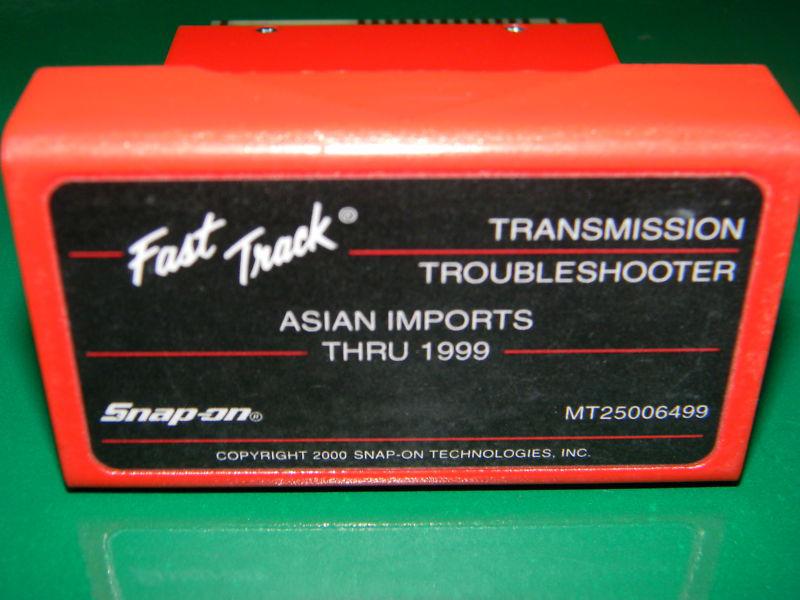 Fast Track®
TRANSMISSION
TROUBLESHOOTER
ASIAN IMPORTS
THRU 1999
Snap-on®
MT25006499
COPYRIGHT 2000 SNAP-ON TECHNOLOGIES, INC.